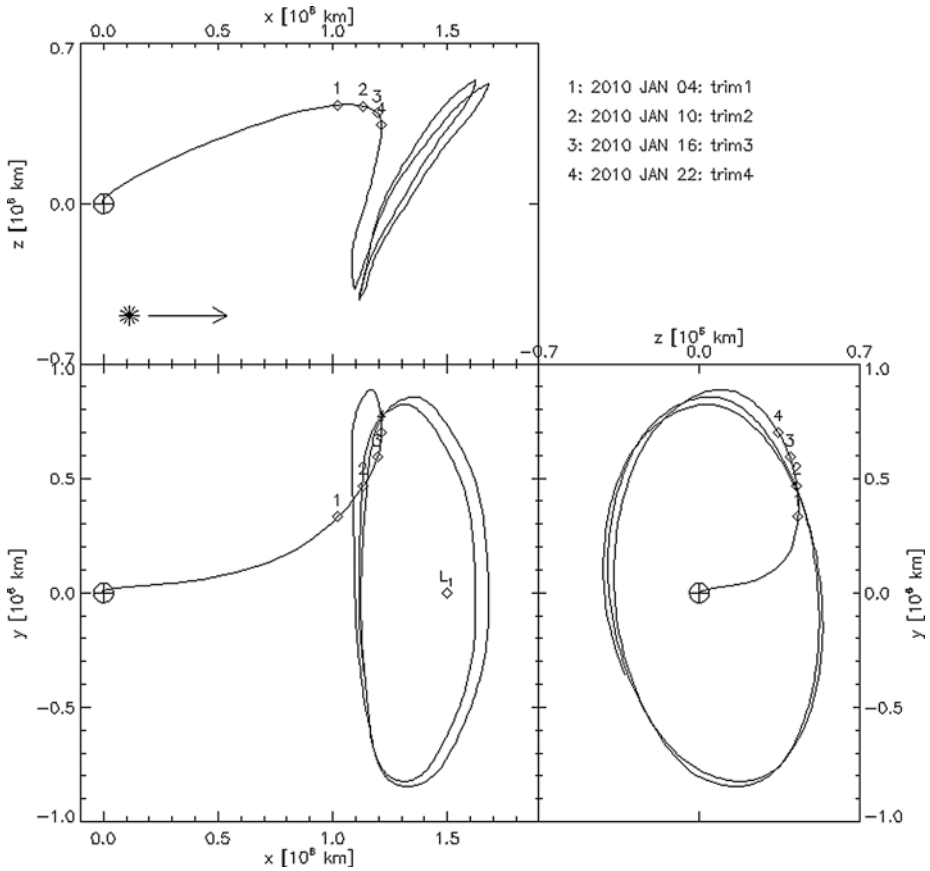 x [10⁶ km]
0.0 0.5 1.0 1.5
0.7
0.0
−0.7
z [10⁶ km]
1
2
3
4
1: 2010 JAN 04: trim1
2: 2010 JAN 10: trim2
3: 2010 JAN 16: trim3
4: 2010 JAN 22: trim4
z [10⁶ km]
−0.7 0.0 0.7
1.0
0.5
0.0
−0.5
−1.0
y [10⁶ km]
1
2
3
4
L₁
0.0 0.5 1.0 1.5
x [10⁶ km]
4
3
2
1.0
0.5
0.0
−0.5
−1.0
y [10⁶ km]